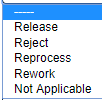 ------
Release
Reject
Reprocess
Rework
Not Applicable